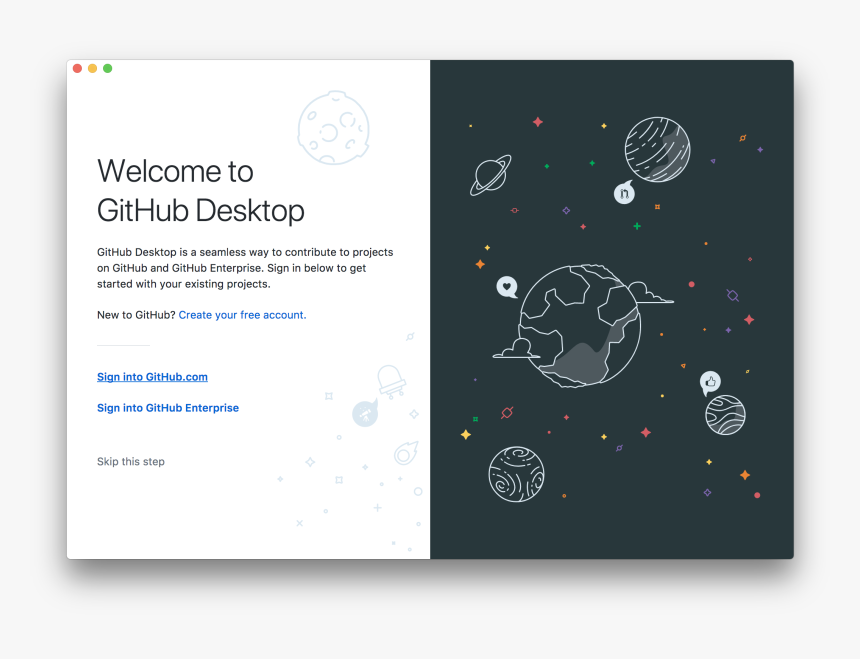 Welcome to
GitHub Desktop
GitHub Desktop is a seamless way to contribute to projects
on GitHub and GitHub Enterprise. Sign in below to get
started with your existing projects.
New to GitHub? Create your free account.
Sign into GitHub.com
Sign into GitHub Enterprise
Skip this step